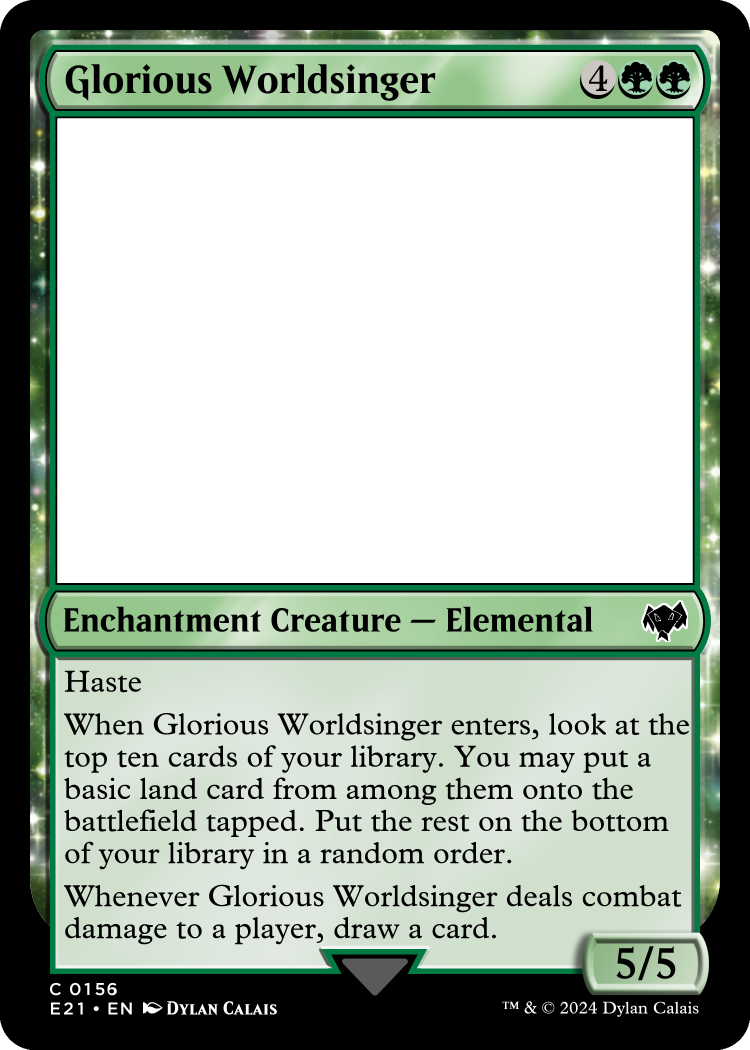 Glorious Worldsinger 4
Enchantment Creature — Elemental
Haste
When Glorious Worldsinger enters, look at the
top ten cards of your library. You may put a
basic land card from among them onto the
battlefield tapped. Put the rest on the bottom
of your library in a random order.
Whenever Glorious Worldsinger deals combat
damage to a player, draw a card.
5/5
C 0156
E21 • EN Dylan Calais
™ & © 2024 Dylan Calais